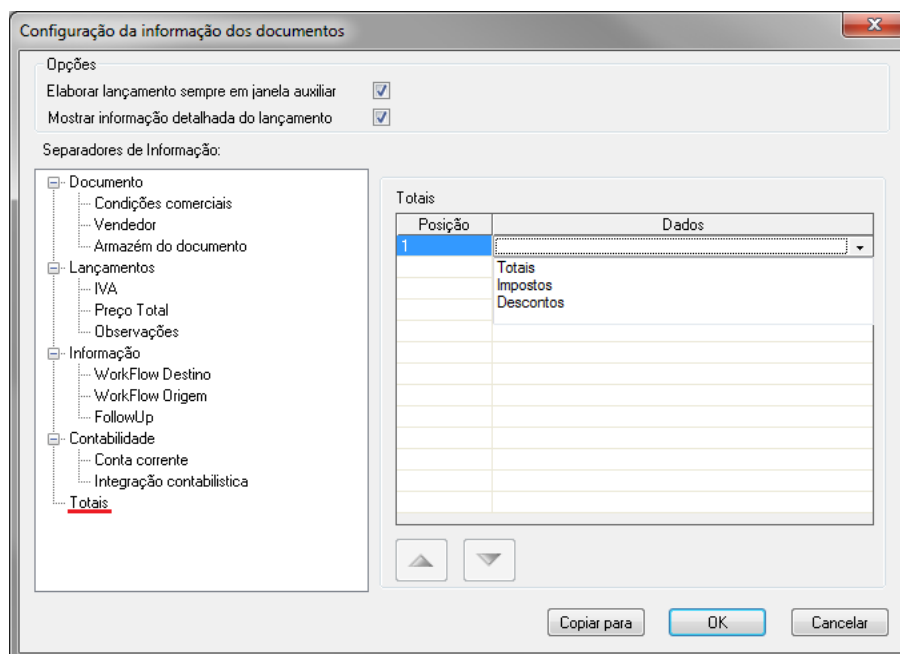 Configuração da informação dos documentos
Opções
Elaborar lançamento sempre em janela auxiliar
Mostrar informação detalhada do lançamento
Separadores de Informação:
Documento
Condições comerciais
Vendedor
Armazém do documento
Lançamentos
IVA
Preço Total
Observações
Informação
WorkFlow Destino
WorkFlow Origem
FollowUp
Contabilidade
Conta corrente
Integração contabilistica
Totais
Totais
Posição Dados
1
Totais
Impostos
Descontos
Copiar para OK Cancelar